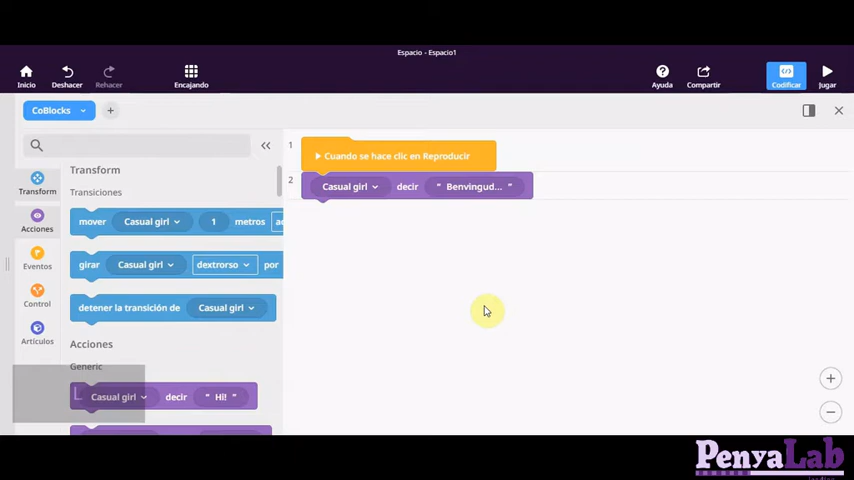 Espacio - Espacio1
Inicio
Deshacer
Rehacer
Encajando
Ayuda
Compartir
Codificar
Jugar
CoBlocks
Transform
Acciones
Eventos
Control
Artículos
Transform
Transiciones
mover Casual girl 1 metros
girar Casual girl dextrorso por
detener la transición de Casual girl
Acciones
Generic
Casual girl decir “ Hi! ”
1
Cuando se hace clic en Reproducir
2
Casual girl decir “ Benvingud... ”
PenyaLab